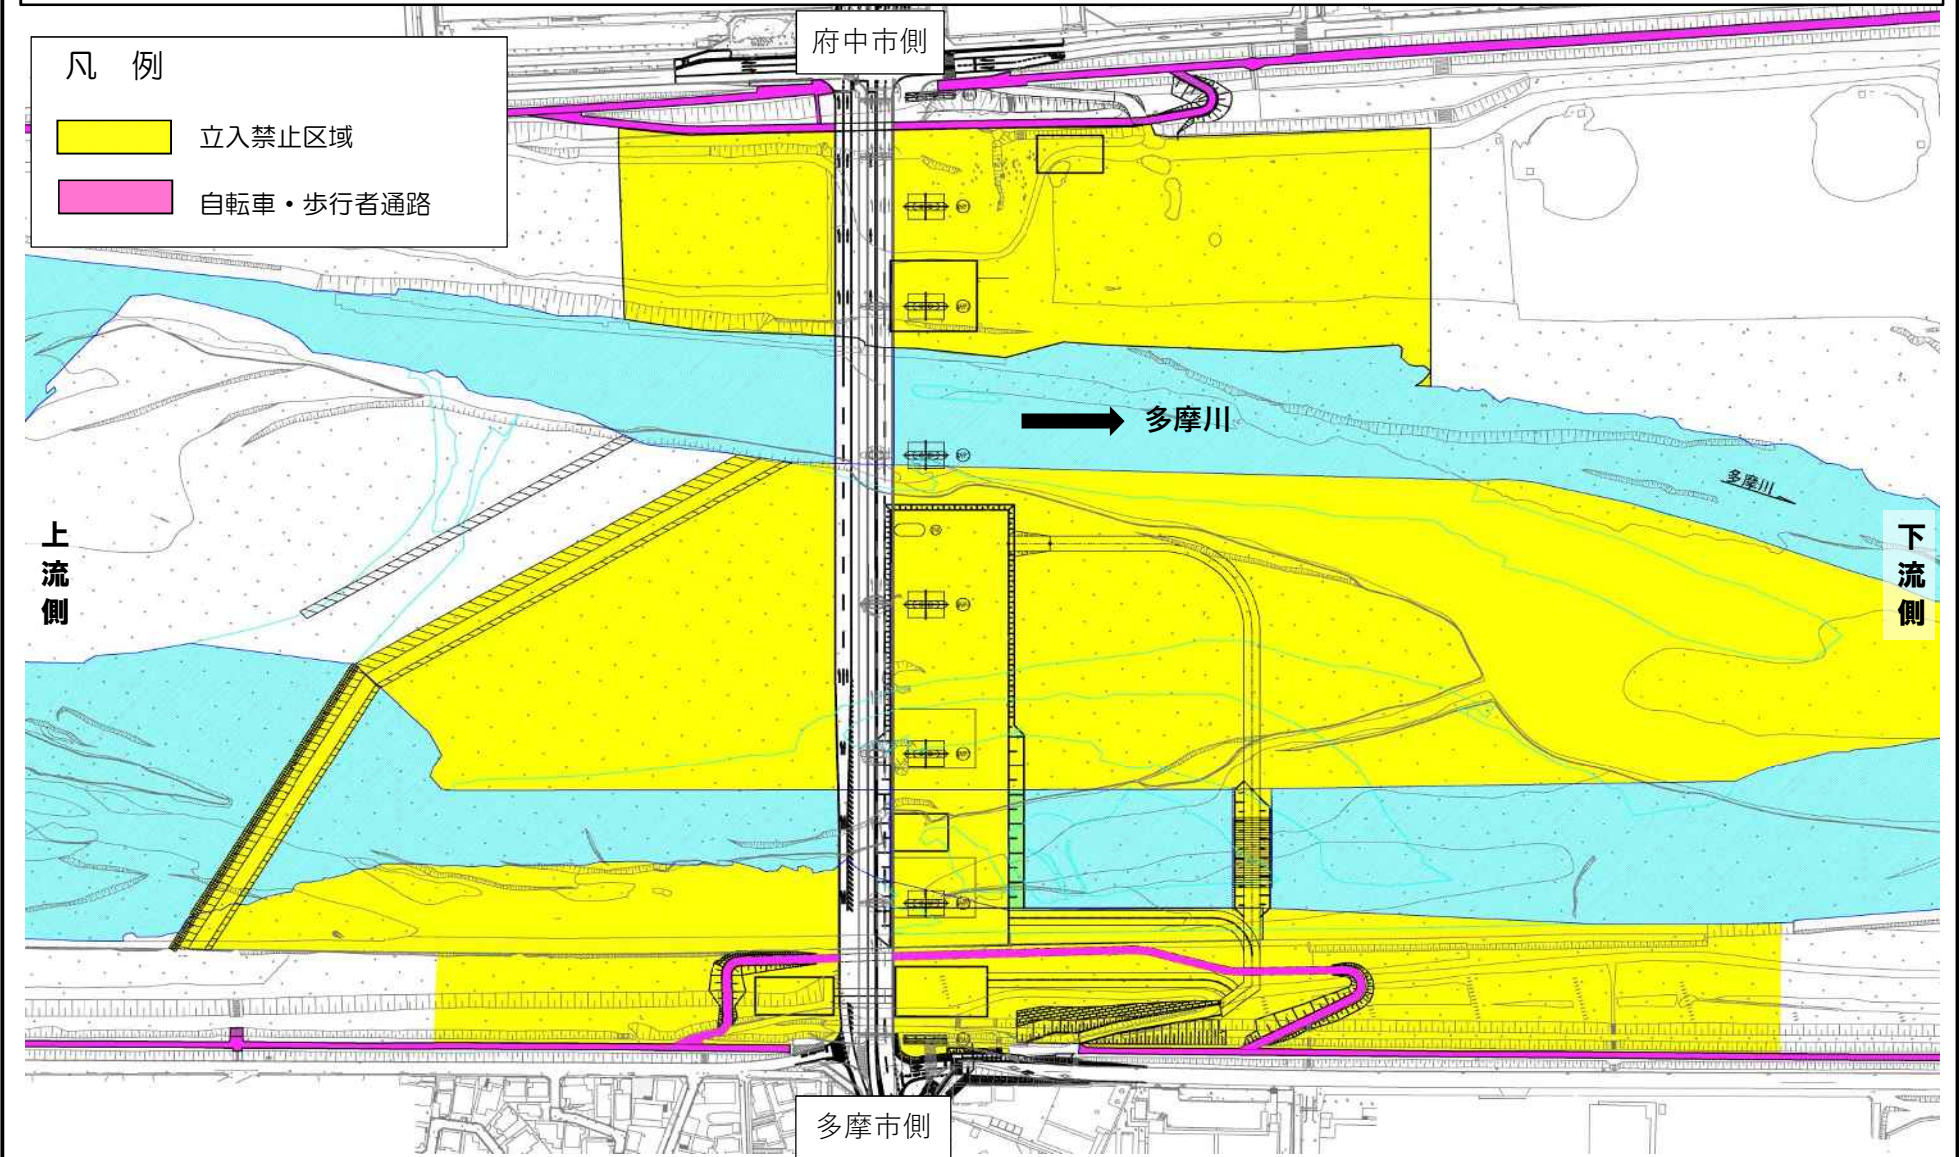 府中市側
凡 例
立入禁止区域
自転車・歩行者通路
多摩川
多摩川
上流側
下流側
多摩市側